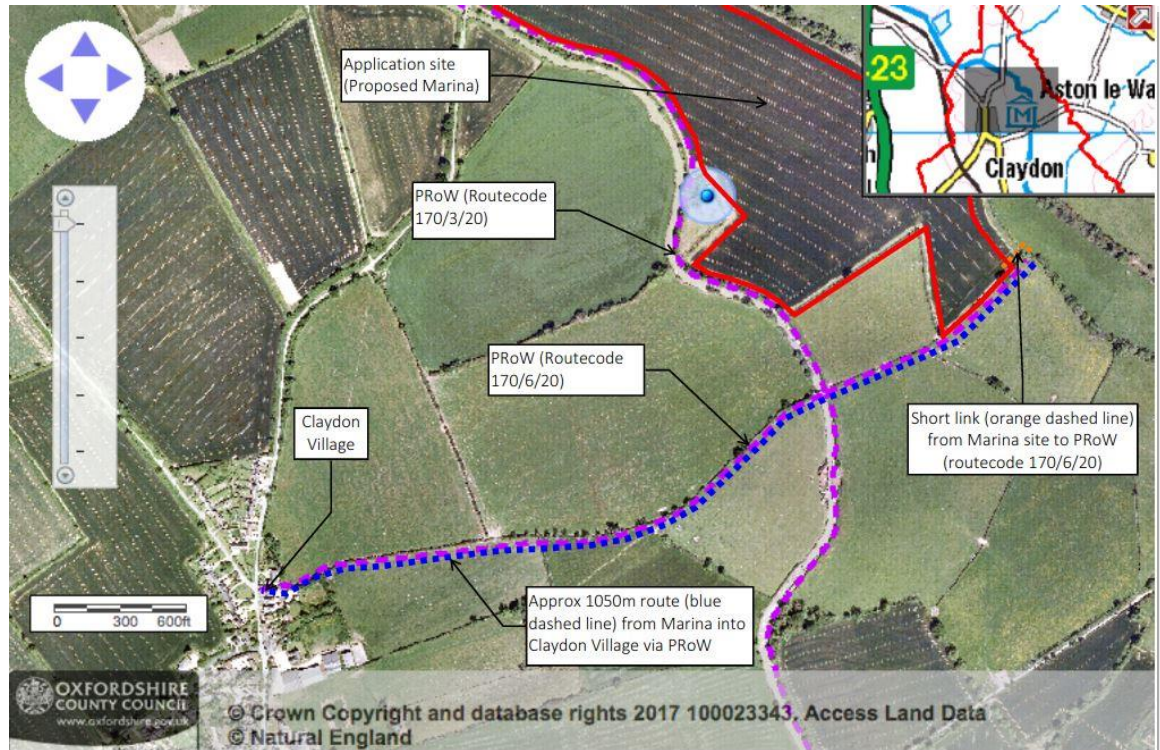 Application site
(Proposed Marina)
23
Aston le Wa
Claydon
PRoW (Routecode
170/3/20)
PRoW (Routecode
170/6/20)
Claydon
Village
Short link (orange dashed line)
from Marina site to PRoW
(routecode 170/6/20)
Approx 1050m route (blue
dashed line) from Marina into
Claydon Village via PRoW
0 300 600ft
OXFORDSHIRE
COUNTY COUNCIL
www.oxfordshire.gov.uk
© Crown Copyright and database rights 2017 100023343. Access Land Data
© Natural England